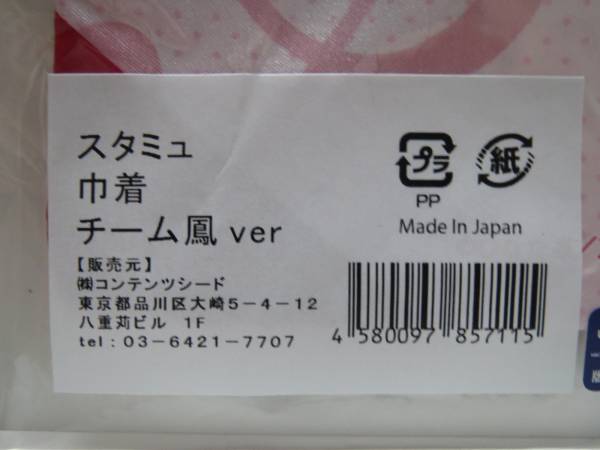 スタミュ
巾着
チーム鳳 ver
【販売元】
㈱コンテンツシード
東京都品川区大崎5-4-12
八重苅ビル 1F
tel:03-6421-7707
プラ
PP
紙
Made In Japan
4 580097 857115